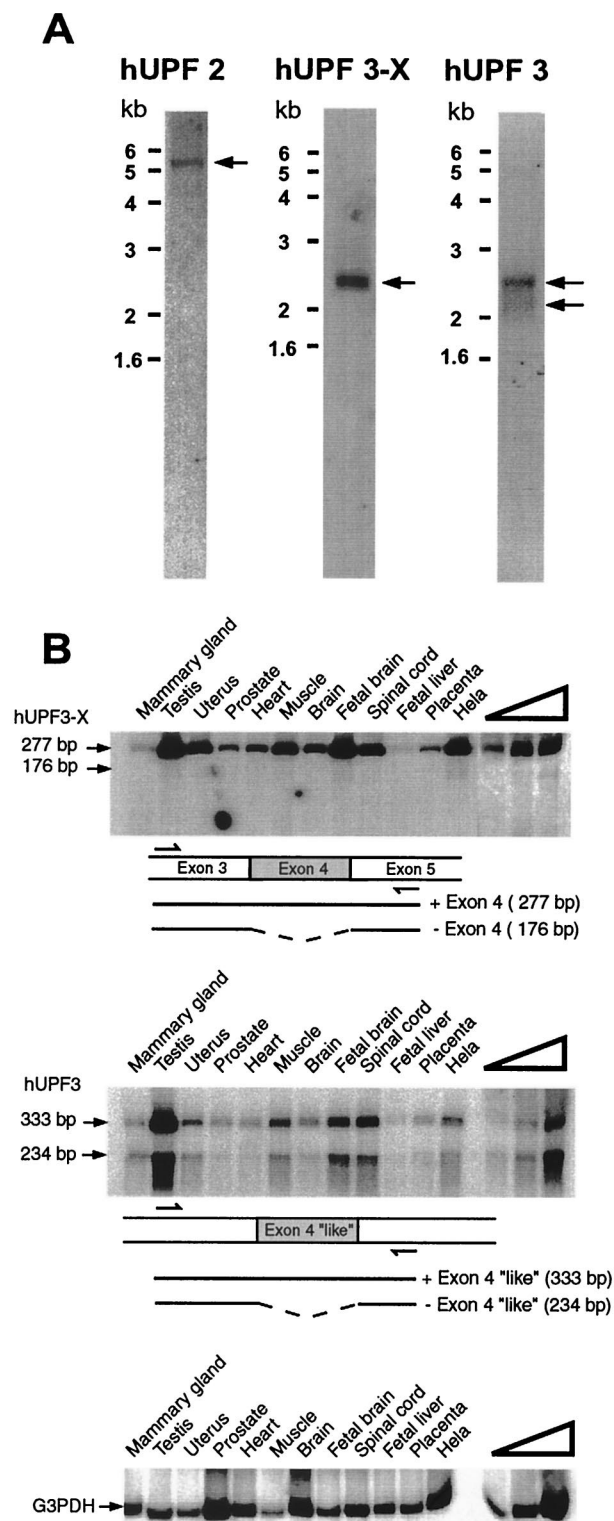 A
hUPF 2 hUPF 3-X hUPF 3
kb kb kb
6 6 6
5 5 5
4 4 4
3 3 3
2 2 2
1.6 1.6 1.6
B
Mammary gland Testis Uterus Prostate Heart Muscle Brain Fetal brain Spinal cord Fetal liver Placenta Hela
hUPF3-X
277 bp
176 bp
Exon 3 Exon 4 Exon 5
+ Exon 4 ( 277 bp)
- Exon 4 ( 176 bp)
Mammary gland Testis Uterus Prostate Heart Muscle Brain Fetal brain Spinal cord Fetal liver Placenta Hela
hUPF3
333 bp
234 bp
Exon 4 "like"
+ Exon 4 "like" (333 bp)
- Exon 4 "like" (234 bp)
Mammary gland Testis Uterus Prostate Heart Muscle Brain Fetal brain Spinal cord Fetal liver Placenta Hela
G3PDH